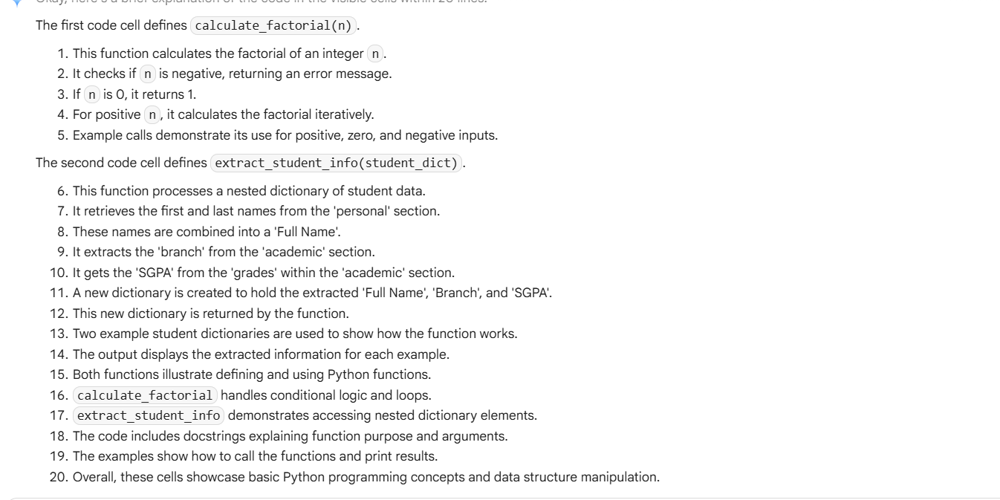 Okay, here's a brief explanation of the code in the visible cells within 20 lines.
The first code cell defines calculate_factorial(n).
1. This function calculates the factorial of an integer n.
2. It checks if n is negative, returning an error message.
3. If n is 0, it returns 1.
4. For positive n, it calculates the factorial iteratively.
5. Example calls demonstrate its use for positive, zero, and negative inputs.
The second code cell defines extract_student_info(student_dict).
6. This function processes a nested dictionary of student data.
7. It retrieves the first and last names from the 'personal' section.
8. These names are combined into a 'Full Name'.
9. It extracts the 'branch' from the 'academic' section.
10. It gets the 'SGPA' from the 'grades' within the 'academic' section.
11. A new dictionary is created to hold the extracted 'Full Name', 'Branch', and 'SGPA'.
12. This new dictionary is returned by the function.
13. Two example student dictionaries are used to show how the function works.
14. The output displays the extracted information for each example.
15. Both functions illustrate defining and using Python functions.
16. calculate_factorial handles conditional logic and loops.
17. extract_student_info demonstrates accessing nested dictionary elements.
18. The code includes docstrings explaining function purpose and arguments.
19. The examples show how to call the functions and print results.
20. Overall, these cells showcase basic Python programming concepts and data structure manipulation.